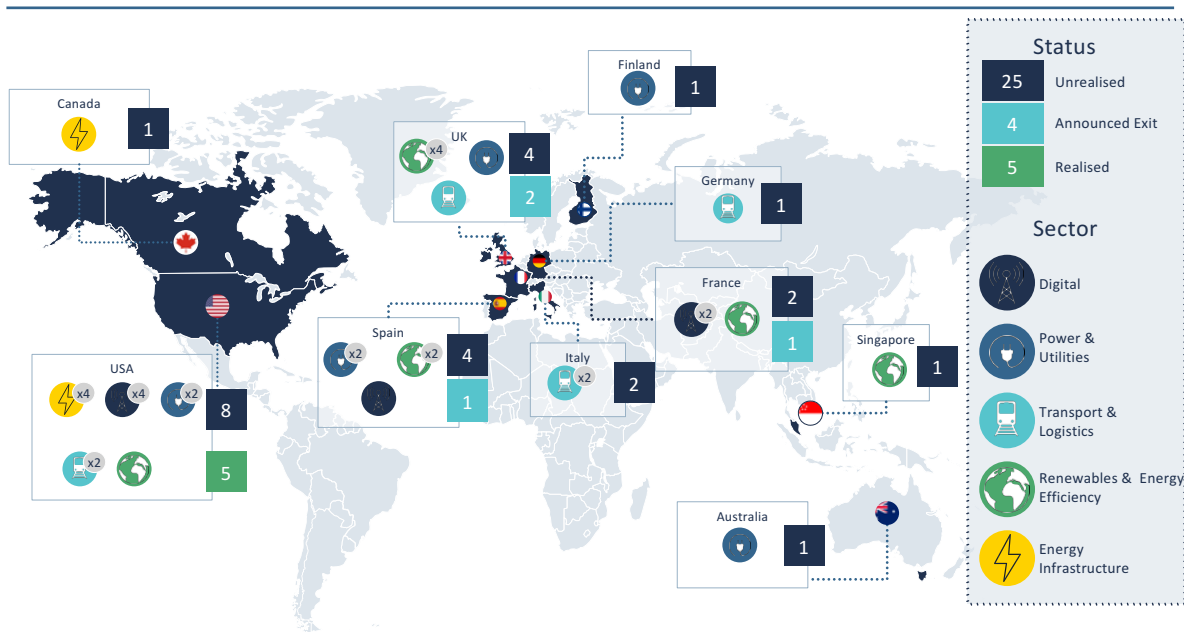 Canada
1
UK
x4
4
2
Finland
1
Germany
1
France
x2
2
1
Spain
x2
x2
4
1
Italy
x2
2
Singapore
1
USA
x4
x4
x2
8
x2
5
Australia
1
Status
25
Unrealised
4
Announced Exit
5
Realised
Sector
Digital
Power &
Utilities
Transport &
Logistics
Renewables & Energy
Efficiency
Energy
Infrastructure